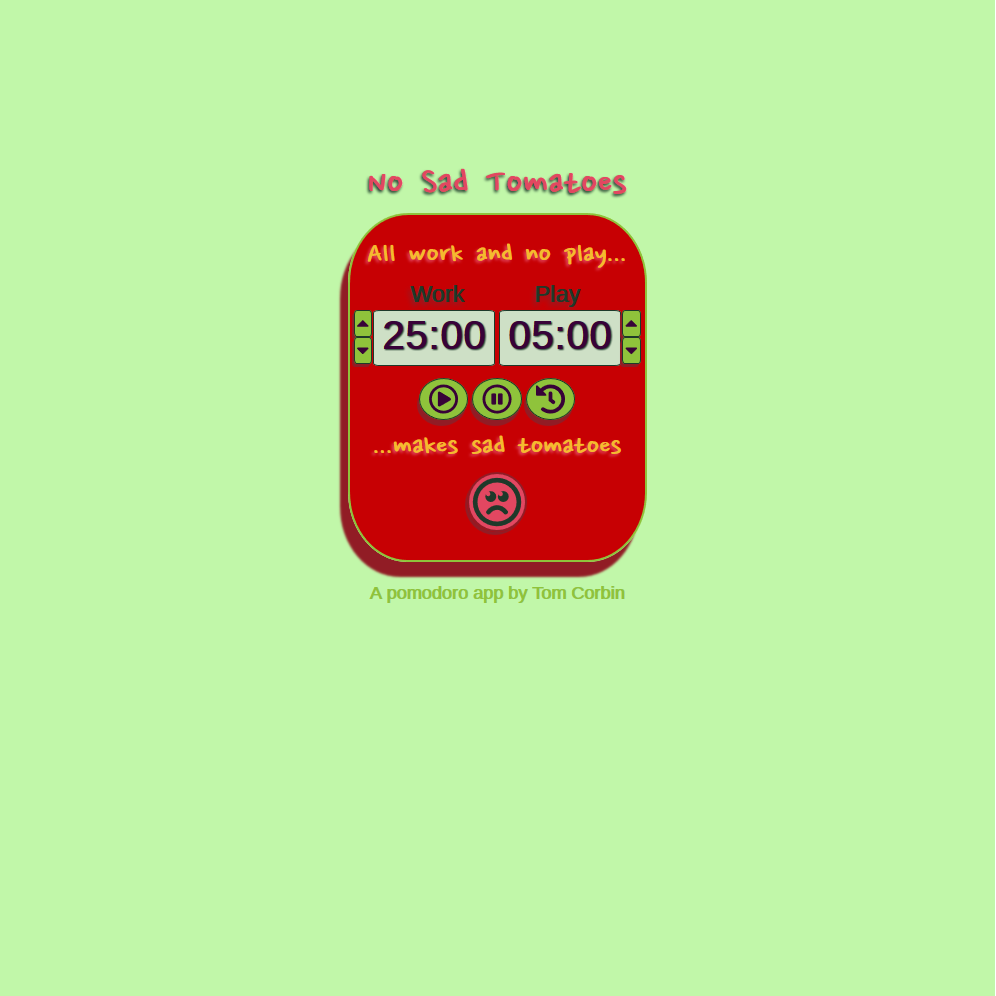 No Sad Tomatoes
All work and no play...
Work Play
25:00 05:00
...makes sad tomatoes
A pomodoro app by Tom Corbin